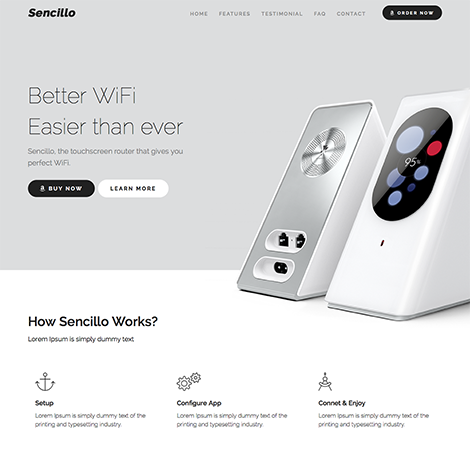 Sencillo
HOME FEATURES TESTIMONIAL FAQ CONTACT ORDER NOW
Better WiFi
Easier than ever
Sencillo, the touchscreen router that gives you
perfect WiFi.
BUY NOW LEARN MORE
95%
How Sencillo Works?
Lorem Ipsum is simply dummy text
Setup Configure App Connet & Enjoy
Lorem Ipsum is simply dummy text of the Lorem Ipsum is simply dummy text of the Lorem Ipsum is simply dummy text of the
printing and typesetting industry. printing and typesetting industry. printing and typesetting industry.